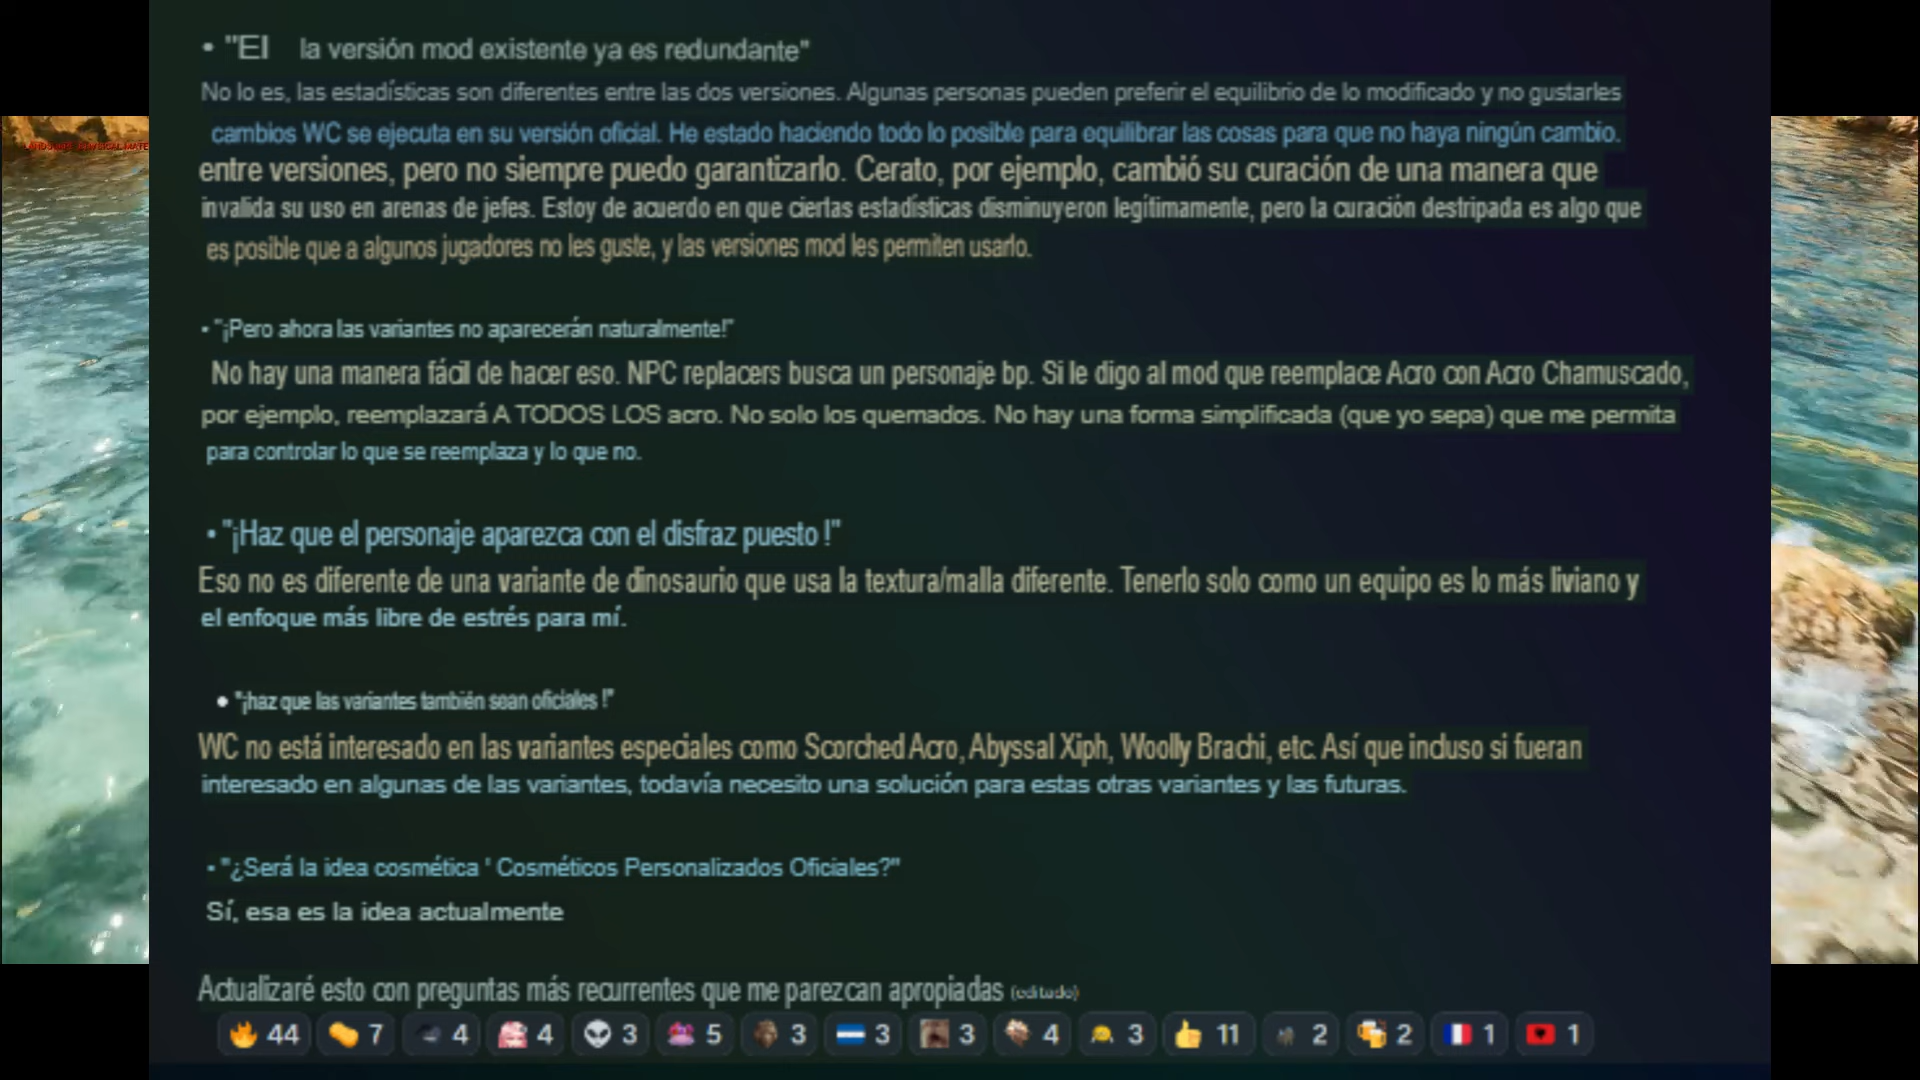 • "El la versión mod existente ya es redundante"
No lo es, las estadísticas son diferentes entre las dos versiones. Algunas personas pueden preferir el equilibrio de lo modificado y no gustarles
cambios WC se ejecuta en su versión oficial. He estado haciendo todo lo posible para equilibrar las cosas para que no haya ningún cambio.
entre versiones, pero no siempre puedo garantizarlo. Cerato, por ejemplo, cambió su curación de una manera que
invalida su uso en arenas de jefes. Estoy de acuerdo en que ciertas estadísticas disminuyeron legítimamente, pero la curación destripada es algo que
es posible que a algunos jugadores no les guste, y las versiones mod les permiten usarlo.
• "¡Pero ahora las variantes no aparecerán naturalmente!"
No hay una manera fácil de hacer eso. NPC replacers busca un personaje bp. Si le digo al mod que reemplace Acro con Acro Chamuscado,
por ejemplo, reemplazará A TODOS LOS acro. No solo los quemados. No hay una forma simplificada (que yo sepa) que me permita
para controlar lo que se reemplaza y lo que no.
• "¡Haz que el personaje aparezca con el disfraz puesto !"
Eso no es diferente de una variante de dinosaurio que usa la textura/malla diferente. Tenerlo solo como un equipo es lo más liviano y
el enfoque más libre de estrés para mí.
• "¡haz que las variantes también sean oficiales !"
WC no está interesado en las variantes especiales como Scorched Acro, Abyssal Xiph, Woolly Brachi, etc. Así que incluso si fueran
interesado en algunas de las variantes, todavía necesito una solución para estas otras variantes y las futuras.
• "¿Será la idea cosmética ' Cosméticos Personalizados Oficiales?"
Sí, esa es la idea actualmente
Actualizaré esto con preguntas más recurrentes que me parezcan apropiadas (editado)
44 7 4 4 3 5 3 3 3 4 3 11 2 2 1 1